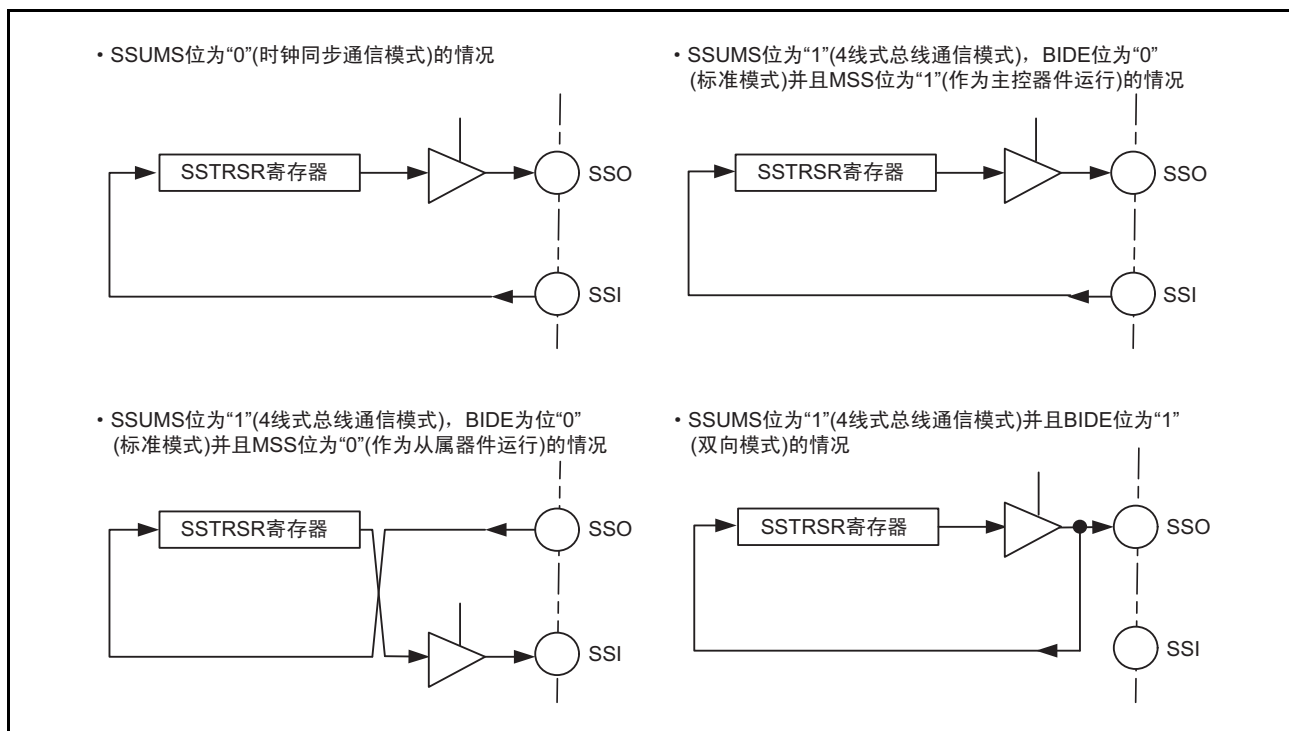 • SSUMS位为“0”(时钟同步通信模式)的情况
SSTRSR寄存器
SSO
SSI
• SSUMS位为“1”(4线式总线通信模式)，BIDE位为“0”
(标准模式)并且MSS位为“1”(作为主控器件运行)的情况
SSTRSR寄存器
SSO
SSI
• SSUMS位为“1”(4线式总线通信模式)，BIDE为位“0”
(标准模式)并且MSS位为“0”(作为从属器件运行)的情况
SSTRSR寄存器
SSO
SSI
• SSUMS位为“1”(4线式总线通信模式)并且BIDE位为“1”
(双向模式)的情况
SSTRSR寄存器
SSO
SSI